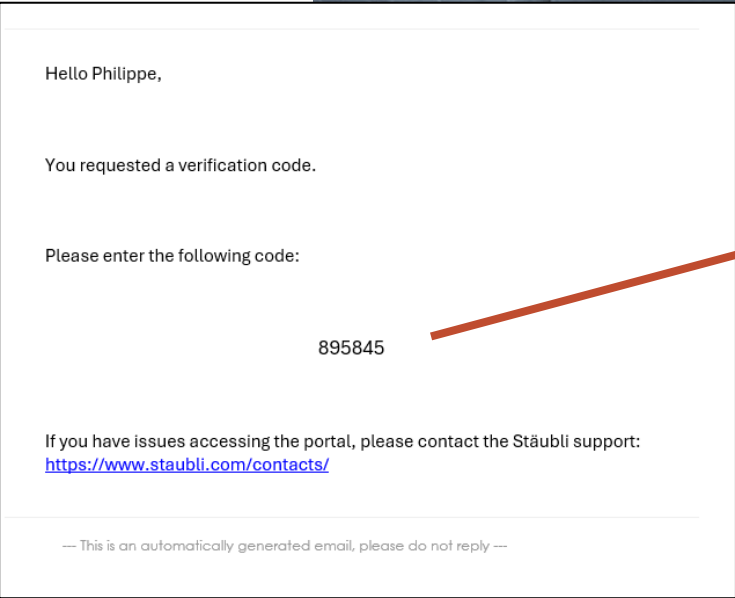 Hello Philippe,
You requested a verification code.
Please enter the following code:
895845
If you have issues accessing the portal, please contact the Stäubli support:
https://www.staubli.com/contacts/
--- This is an automatically generated email, please do not reply ---